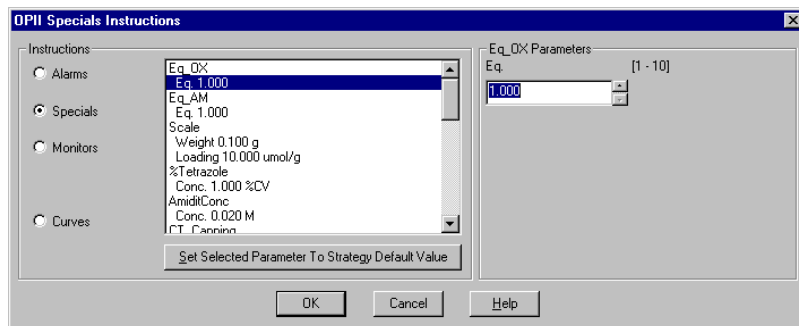 OPII Specials Instructions
Instructions
Alarms
Specials
Monitors
Curves
Eq_OX
Eq. 1.000
Eq_AM
Eq. 1.000
Scale
Weight 0.100 g
Loading 10.000 umol/g
%Tetrazole
Conc. 1.000 %CV
AmiditConc
Conc. 0.020 M
CT_Capping
Set Selected Parameter To Strategy Default Value
Eq_OX Parameters
Eq. [1 - 10]
1.000
OK Cancel Help